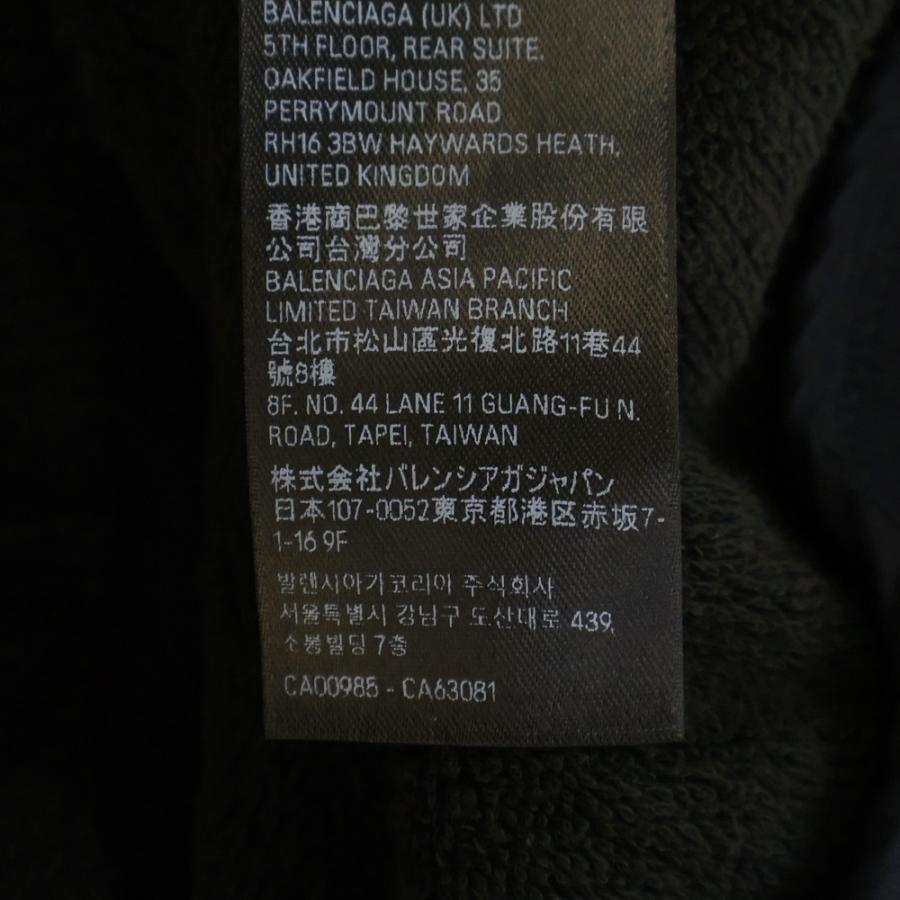 BALENCIAGA (UK) LTD
5TH FLOOR, REAR SUITE,
OAKFIELD HOUSE, 35
PERRYMOUNT ROAD
RH16 3BW HAYWARDS HEATH,
UNITED KINGDOM
香港商巴黎世家企業股份有限
公司台灣分公司
BALENCIAGA ASIA PACIFIC
LIMITED TAIWAN BRANCH
台北市松山區光復北路11巷44
號8樓
8F. NO. 44 LANE 11 GUANG-FU N.
ROAD, TAPEI, TAIWAN
株式会社バレンシアガジャパン
日本107-0052東京都港区赤坂7-
1-16 9F
발렌시아가코리아 주식회사
서울특별시 강남구 도산대로 439,
소봉빌딩 7층
CA00985 - CA63081